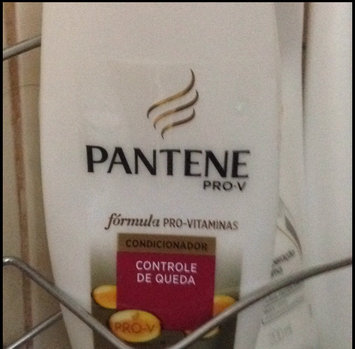 PANTENE
PRO-V
fórmula PRO-VITAMINAS
CONDICIONADOR
CONTROLE
DE QUEDA
PRO-V